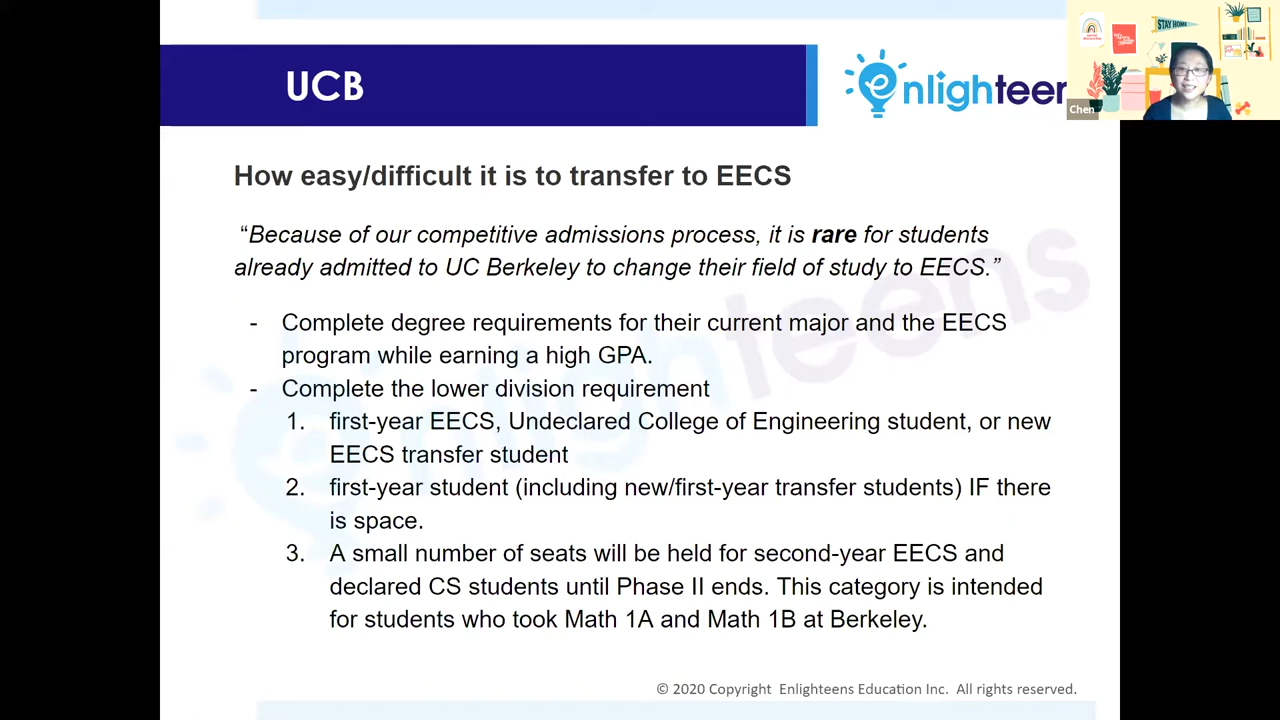 UCB
enlighteen
STAY HOME
Chen
How easy/difficult it is to transfer to EECS
“Because of our competitive admissions process, it is rare for students
already admitted to UC Berkeley to change their field of study to EECS.”
- Complete degree requirements for their current major and the EECS
program while earning a high GPA.
- Complete the lower division requirement
1. first-year EECS, Undeclared College of Engineering student, or new
EECS transfer student
2. first-year student (including new/first-year transfer students) IF there
is space.
3. A small number of seats will be held for second-year EECS and
declared CS students until Phase II ends. This category is intended
for students who took Math 1A and Math 1B at Berkeley.
enlighteens
© 2020 Copyright Enlighteens Education Inc. All rights reserved.